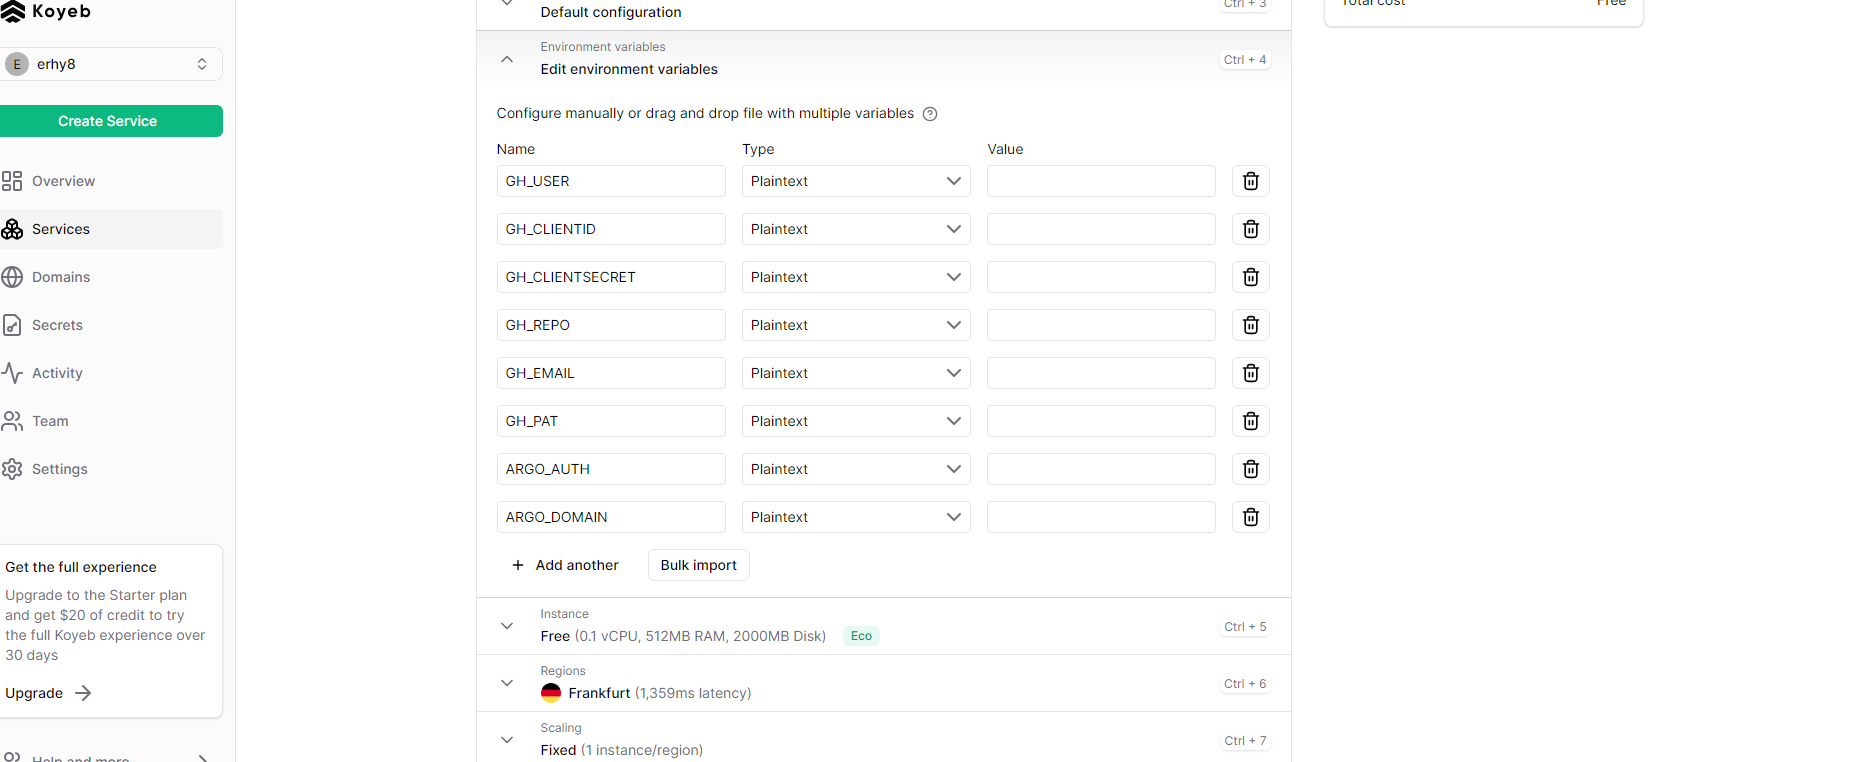 Koyeb
E erhy8
Create Service
Overview
Services
Domains
Secrets
Activity
Team
Settings
Get the full experience
Upgrade to the Starter plan
and get $20 of credit to try
the full Koyeb experience over
30 days
Upgrade
Help and more
Default configuration
Ctrl + 3
Environment variables
Edit environment variables
Ctrl + 4
Configure manually or drag and drop file with multiple variables
Name Type Value
GH_USER Plaintext
GH_CLIENTID Plaintext
GH_CLIENTSECRET Plaintext
GH_REPO Plaintext
GH_EMAIL Plaintext
GH_PAT Plaintext
ARGO_AUTH Plaintext
ARGO_DOMAIN Plaintext
+ Add another Bulk import
Instance
Free (0.1 vCPU, 512MB RAM, 2000MB Disk) Eco
Ctrl + 5
Regions
Frankfurt (1,359ms latency)
Ctrl + 6
Scaling
Fixed (1 instance/region)
Ctrl + 7
Total cost Free